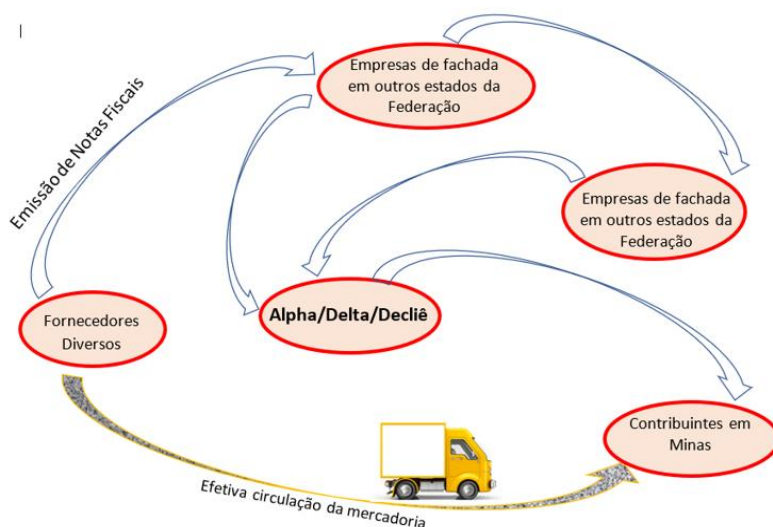 Empresas de fachada
em outros estados da
Federação
Emissão de Notas Fiscais
Empresas de fachada
em outros estados da
Federação
Alpha/Delta/Decliê
Fornecedores
Diversos
Contribuintes em
Minas
Efetiva circulação da mercadoria